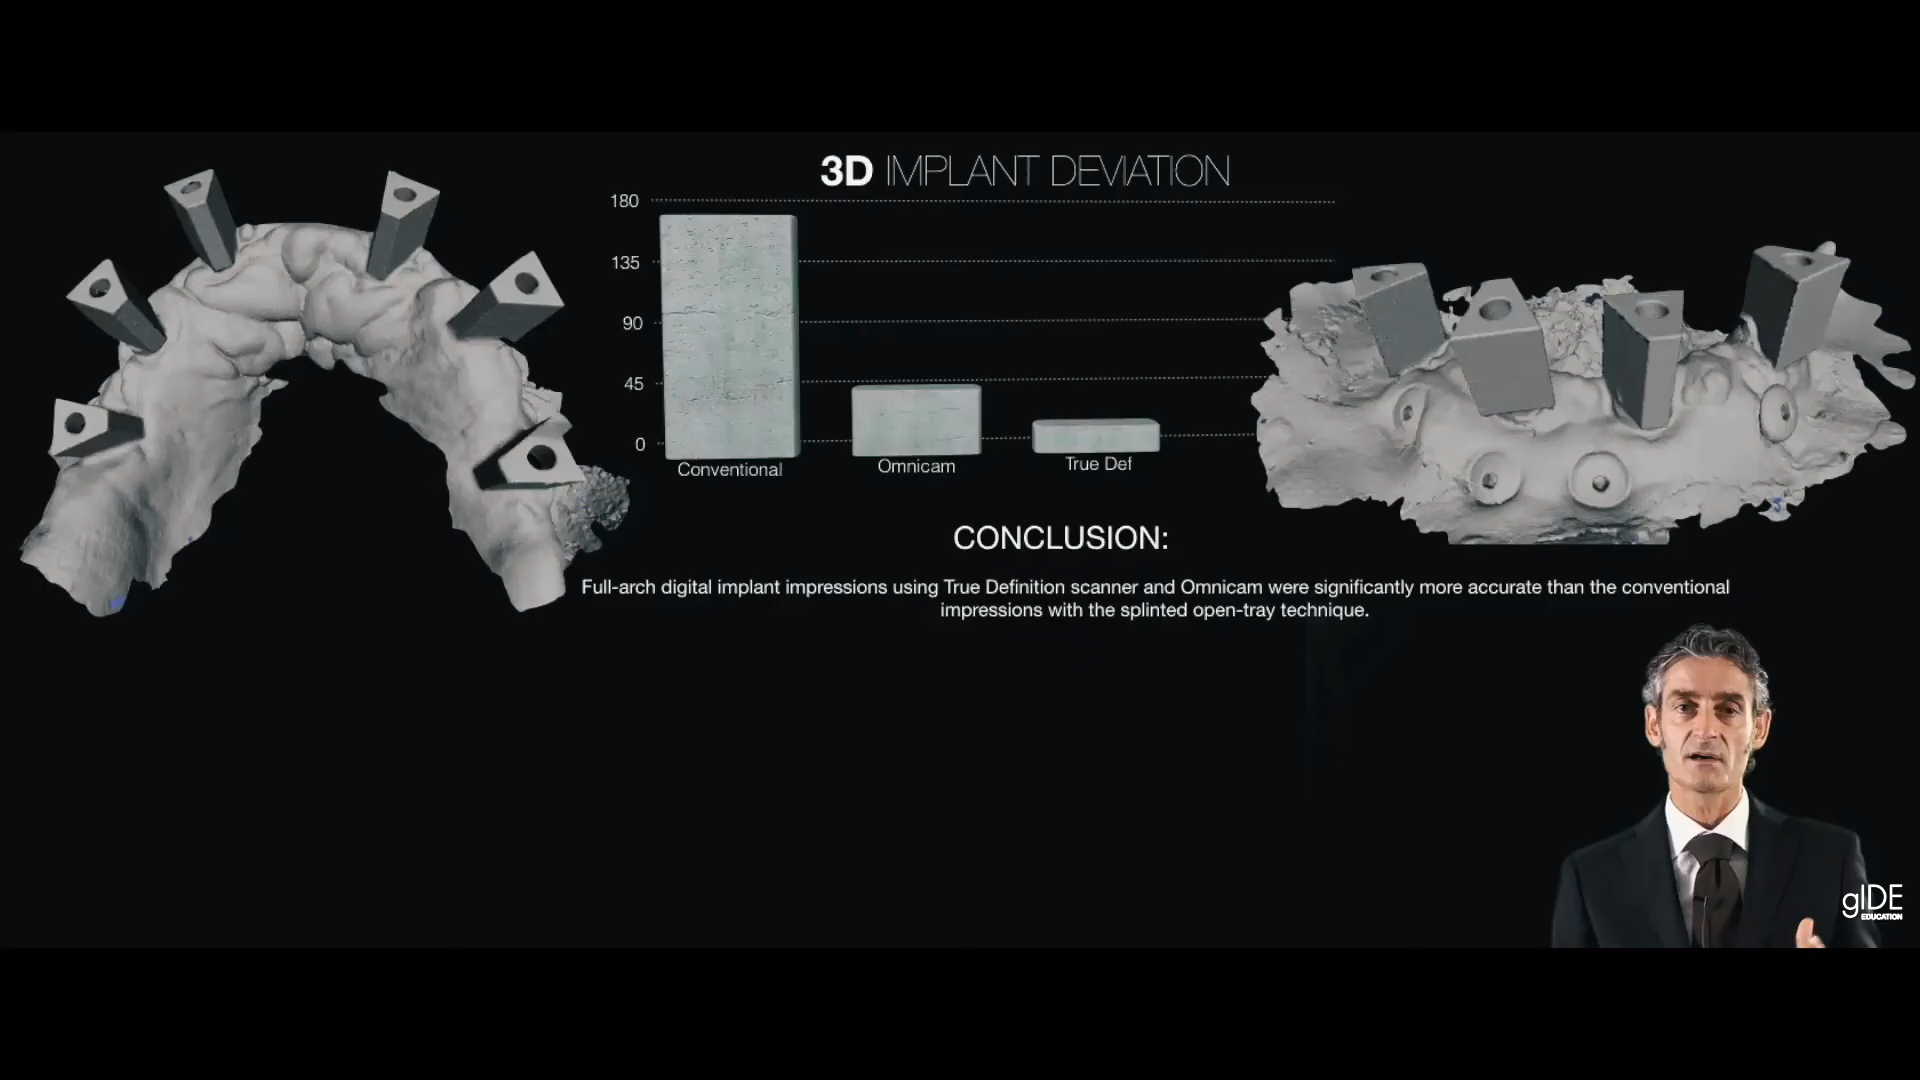 3D IMPLANT DEVIATION
180
135
90
45
0
Conventional
Omnicam
True Def
CONCLUSION:
Full-arch digital implant impressions using True Definition scanner and Omnicam were significantly more accurate than the conventional
impressions with the splinted open-tray technique.
gIDE
EDUCATION